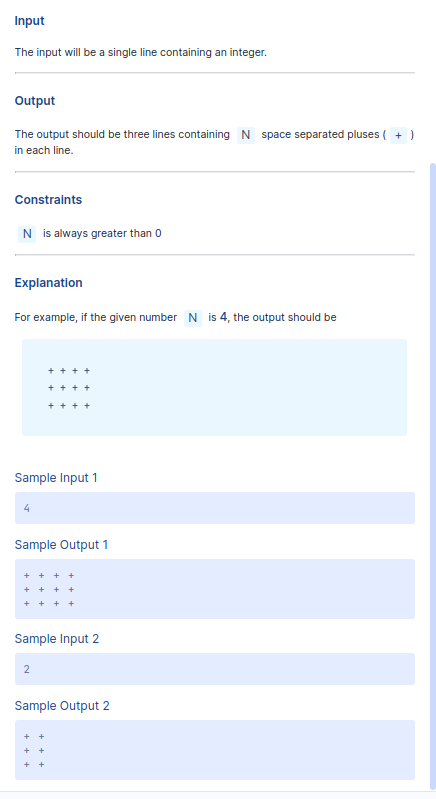 Input
The input will be a single line containing an integer.
Output
The output should be three lines containing N space separated pluses ( + )
in each line.
Constraints
N is always greater than 0
Explanation
For example, if the given number N is 4, the output should be
+ + + +
+ + + +
+ + + +
Sample Input 1
4
Sample Output 1
+ + + +
+ + + +
+ + + +
Sample Input 2
2
Sample Output 2
+ +
+ +
+ +